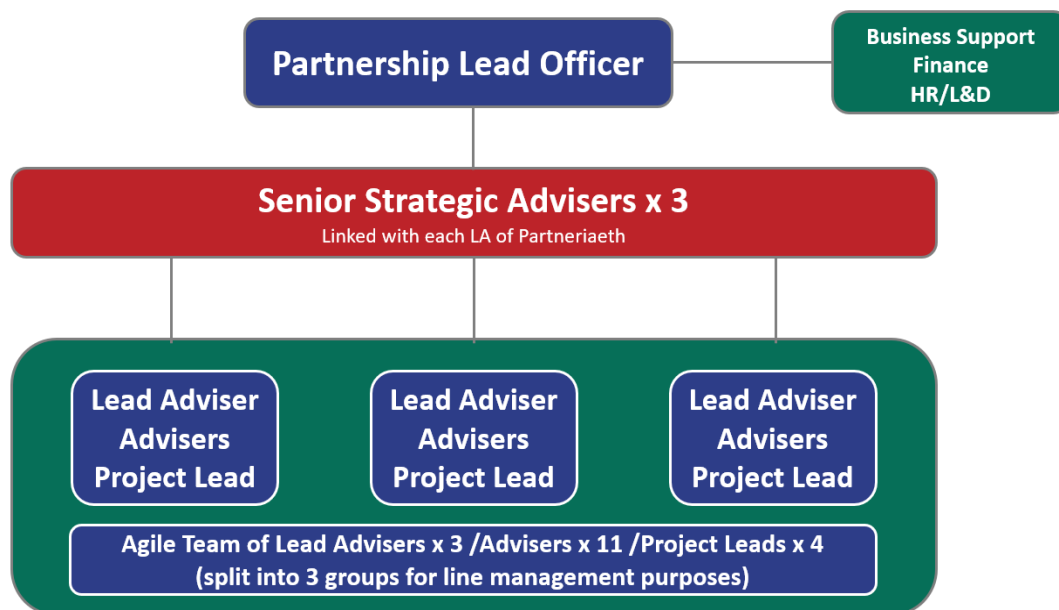 Partnership Lead Officer
Business Support
Finance
HR/L&D
Senior Strategic Advisers x 3
Linked with each LA of Partneriaeth
Lead Adviser
Advisers
Project Lead
Lead Adviser
Advisers
Project Lead
Lead Adviser
Advisers
Project Lead
Agile Team of Lead Advisers x 3 /Advisers x 11 /Project Leads x 4
(split into 3 groups for line management purposes)